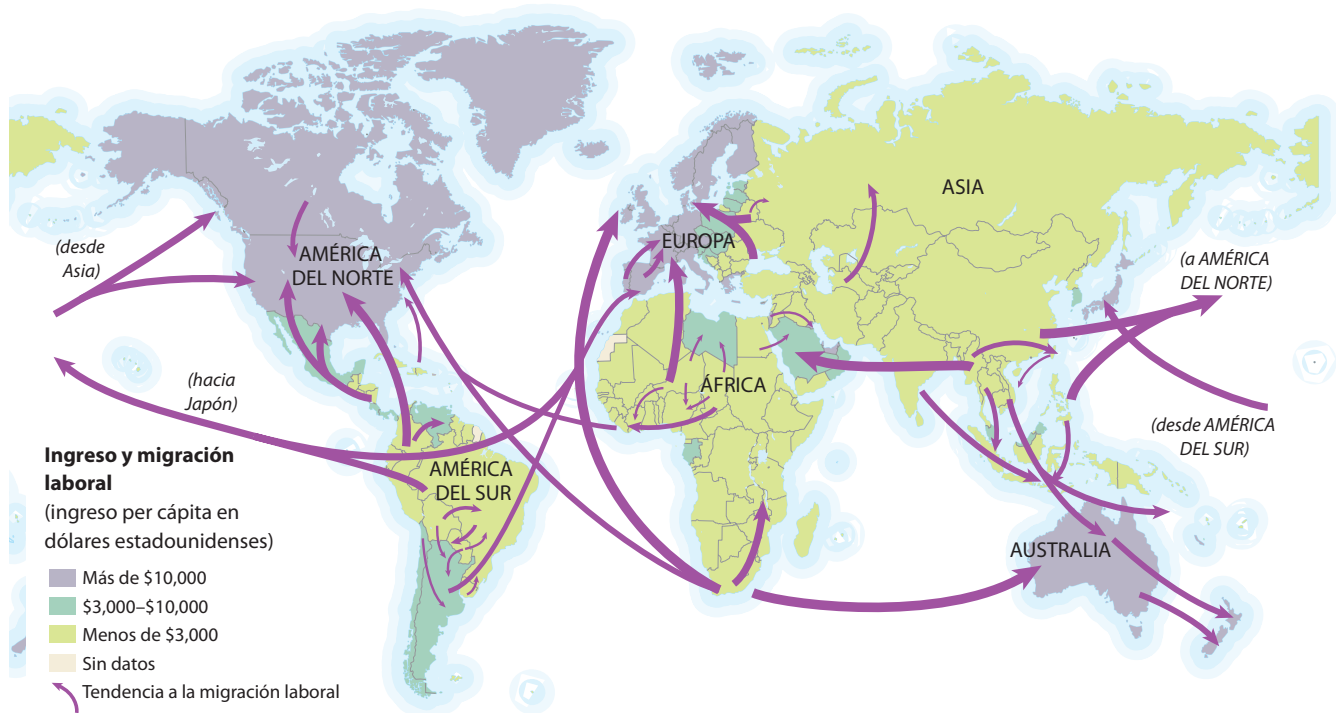 ASIA
(desde
Asia)
AMÉRICA
DEL NORTE
EUROPA
(a AMÉRICA
DEL NORTE)
(hacia
Japón)
ÁFRICA
(desde AMÉRICA
DEL SUR)
AMÉRICA
DEL SUR
AUSTRALIA
Ingreso y migración
laboral
(ingreso per cápita en
dólares estadounidenses)
Más de $10,000
$3,000–$10,000
Menos de $3,000
Sin datos
Tendencia a la migración laboral